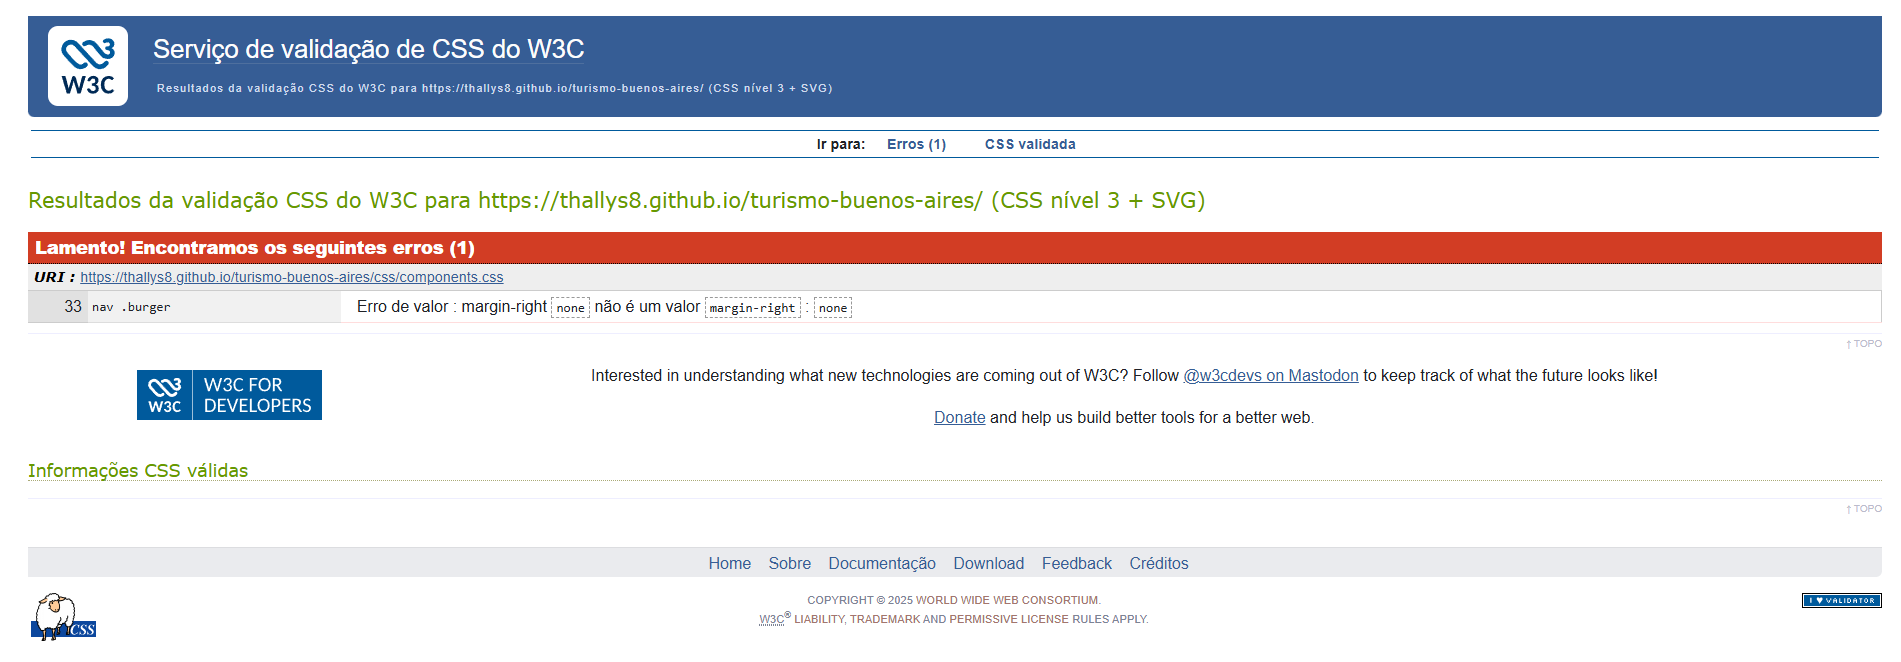 W3C
Serviço de validação de CSS do W3C
Resultados da validação CSS do W3C para https://thallys8.github.io/turismo-buenos-aires/ (CSS nível 3 + SVG)
Ir para: Erros (1) CSS validada
Resultados da validação CSS do W3C para https://thallys8.github.io/turismo-buenos-aires/ (CSS nível 3 + SVG)
Lamento! Encontramos os seguintes erros (1)
URI : https://thallys8.github.io/turismo-buenos-aires/css/components.css
33 nav .burger Erro de valor : margin-right none não é um valor margin-right : none
↑ TOPO
W3C W3C FOR DEVELOPERS
Interested in understanding what new technologies are coming out of W3C? Follow @w3cdevs on Mastodon to keep track of what the future looks like!
Donate and help us build better tools for a better web.
Informações CSS válidas
↑ TOPO
Home Sobre Documentação Download Feedback Créditos
CSS
COPYRIGHT © 2025 WORLD WIDE WEB CONSORTIUM.
W3C® LIABILITY, TRADEMARK AND PERMISSIVE LICENSE RULES APPLY.
I ♥ VALIDATOR